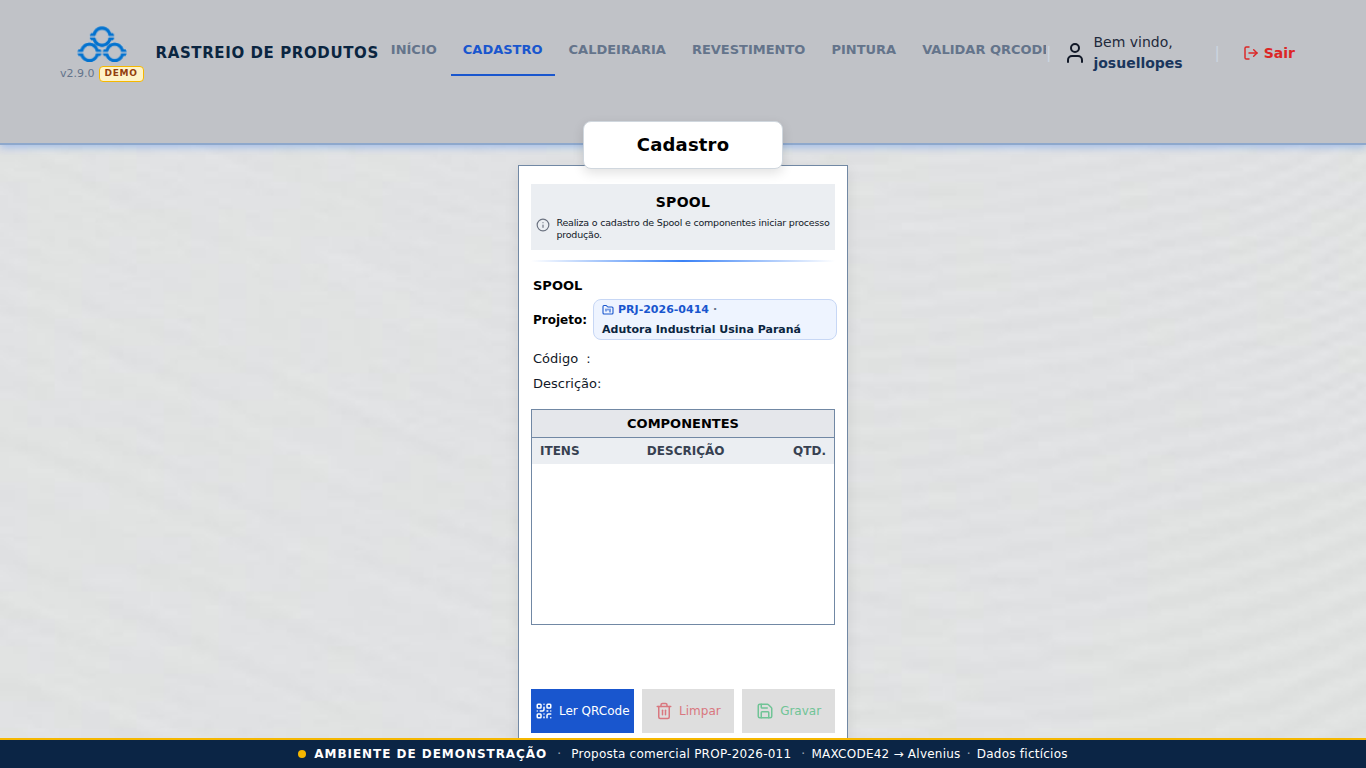 v2.9.0 DEMO
RASTREIO DE PRODUTOS
INÍCIO CADASTRO CALDEIRARIA REVESTIMENTO PINTURA VALIDAR QRCODE
Bem vindo,
josuellopes
Sair
Cadastro
SPOOL
Realiza o cadastro de Spool e componentes iniciar processo
produção.
SPOOL
Projeto: PRJ-2026-0414 ·
Adutora Industrial Usina Paraná
Código :
Descrição:
COMPONENTES
ITENS DESCRIÇÃO QTD.
Ler QRCode Limpar Gravar
AMBIENTE DE DEMONSTRAÇÃO · Proposta comercial PROP-2026-011 · MAXCODE42 → Alvenius · Dados fictícios